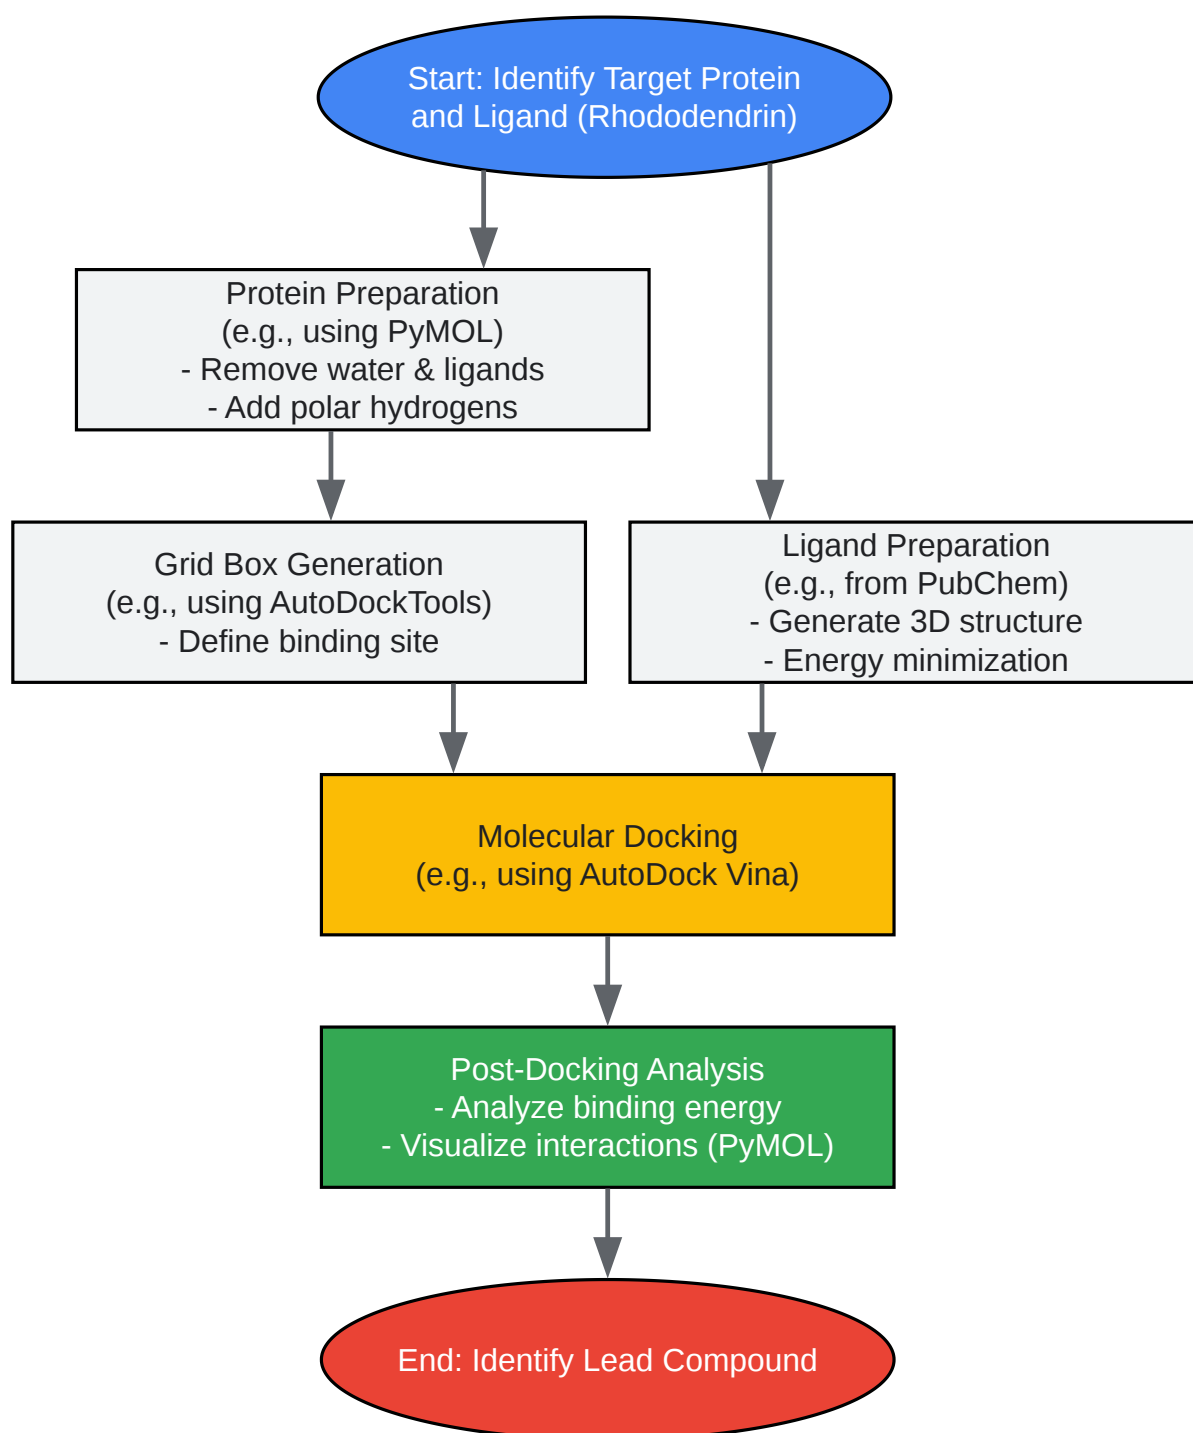 Start: Identify Target Protein
and Ligand (Rhododendrin)
Protein Preparation
(e.g., using PyMOL)
- Remove water & ligands
- Add polar hydrogens
Grid Box Generation
(e.g., using AutoDockTools)
- Define binding site
Ligand Preparation
(e.g., from PubChem)
- Generate 3D structure
- Energy minimization
Molecular Docking
(e.g., using AutoDock Vina)
Post-Docking Analysis
- Analyze binding energy
- Visualize interactions (PyMOL)
End: Identify Lead Compound